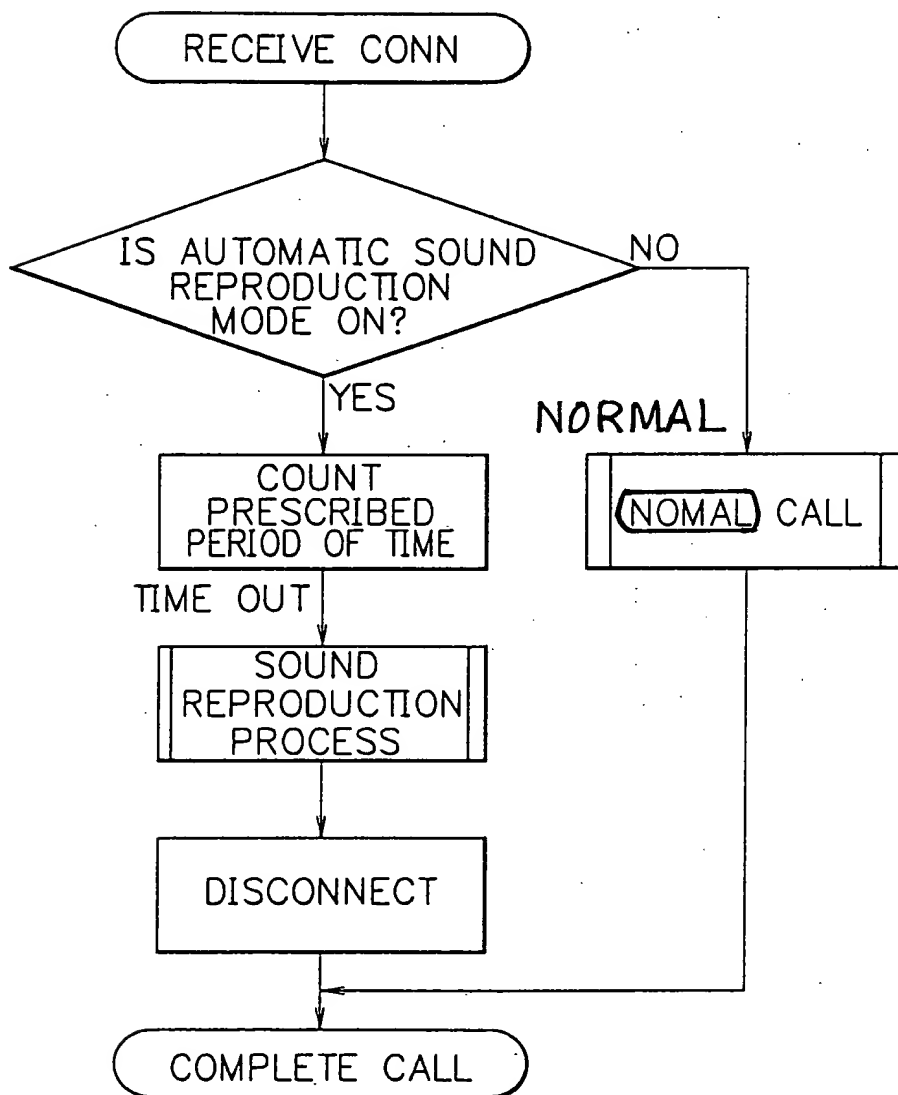 RECEIVE CONN
IS AUTOMATIC SOUND
REPRODUCTION
MODE ON?
NO
YES
NORMAL
COUNT
PRESCRIBED
PERIOD OF TIME
NOMAL CALL
TIME OUT
SOUND
REPRODUCTION
PROCESS
DISCONNECT
COMPLETE CALL